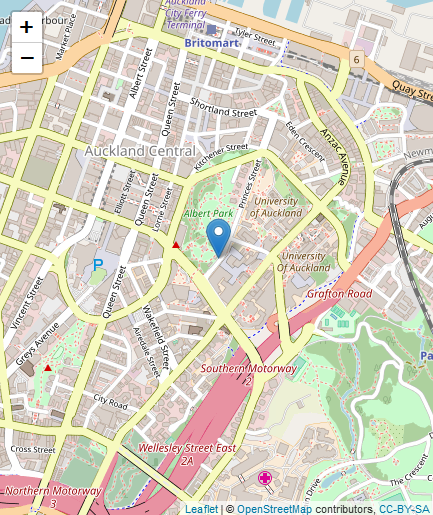 +
−
Auckland
City Ferry
Terminal
Britomart
Tyler Street
Market Place
Albert Street
Queen Street
6
Quay Street
Shortland Street
Eden Crescent
Anzac Avenue
Kitchener Street
Auckland Central
Newm
Princes Street
Elliott Street
Queen Street
Lorne Street
Albert Park
University
of Auckland
P
University
Of Auckland
Grafton Road
Queen Street
Vincent Street
Greys Avenue
Wakefield Street
Airedale Street
Southern Motorway
2
Pa
City Road
Wellesley Street East
2A
Cross Street
Northern Motorway
3
The Crescent
Leaflet | © OpenStreetMap contributors, CC-BY-SA